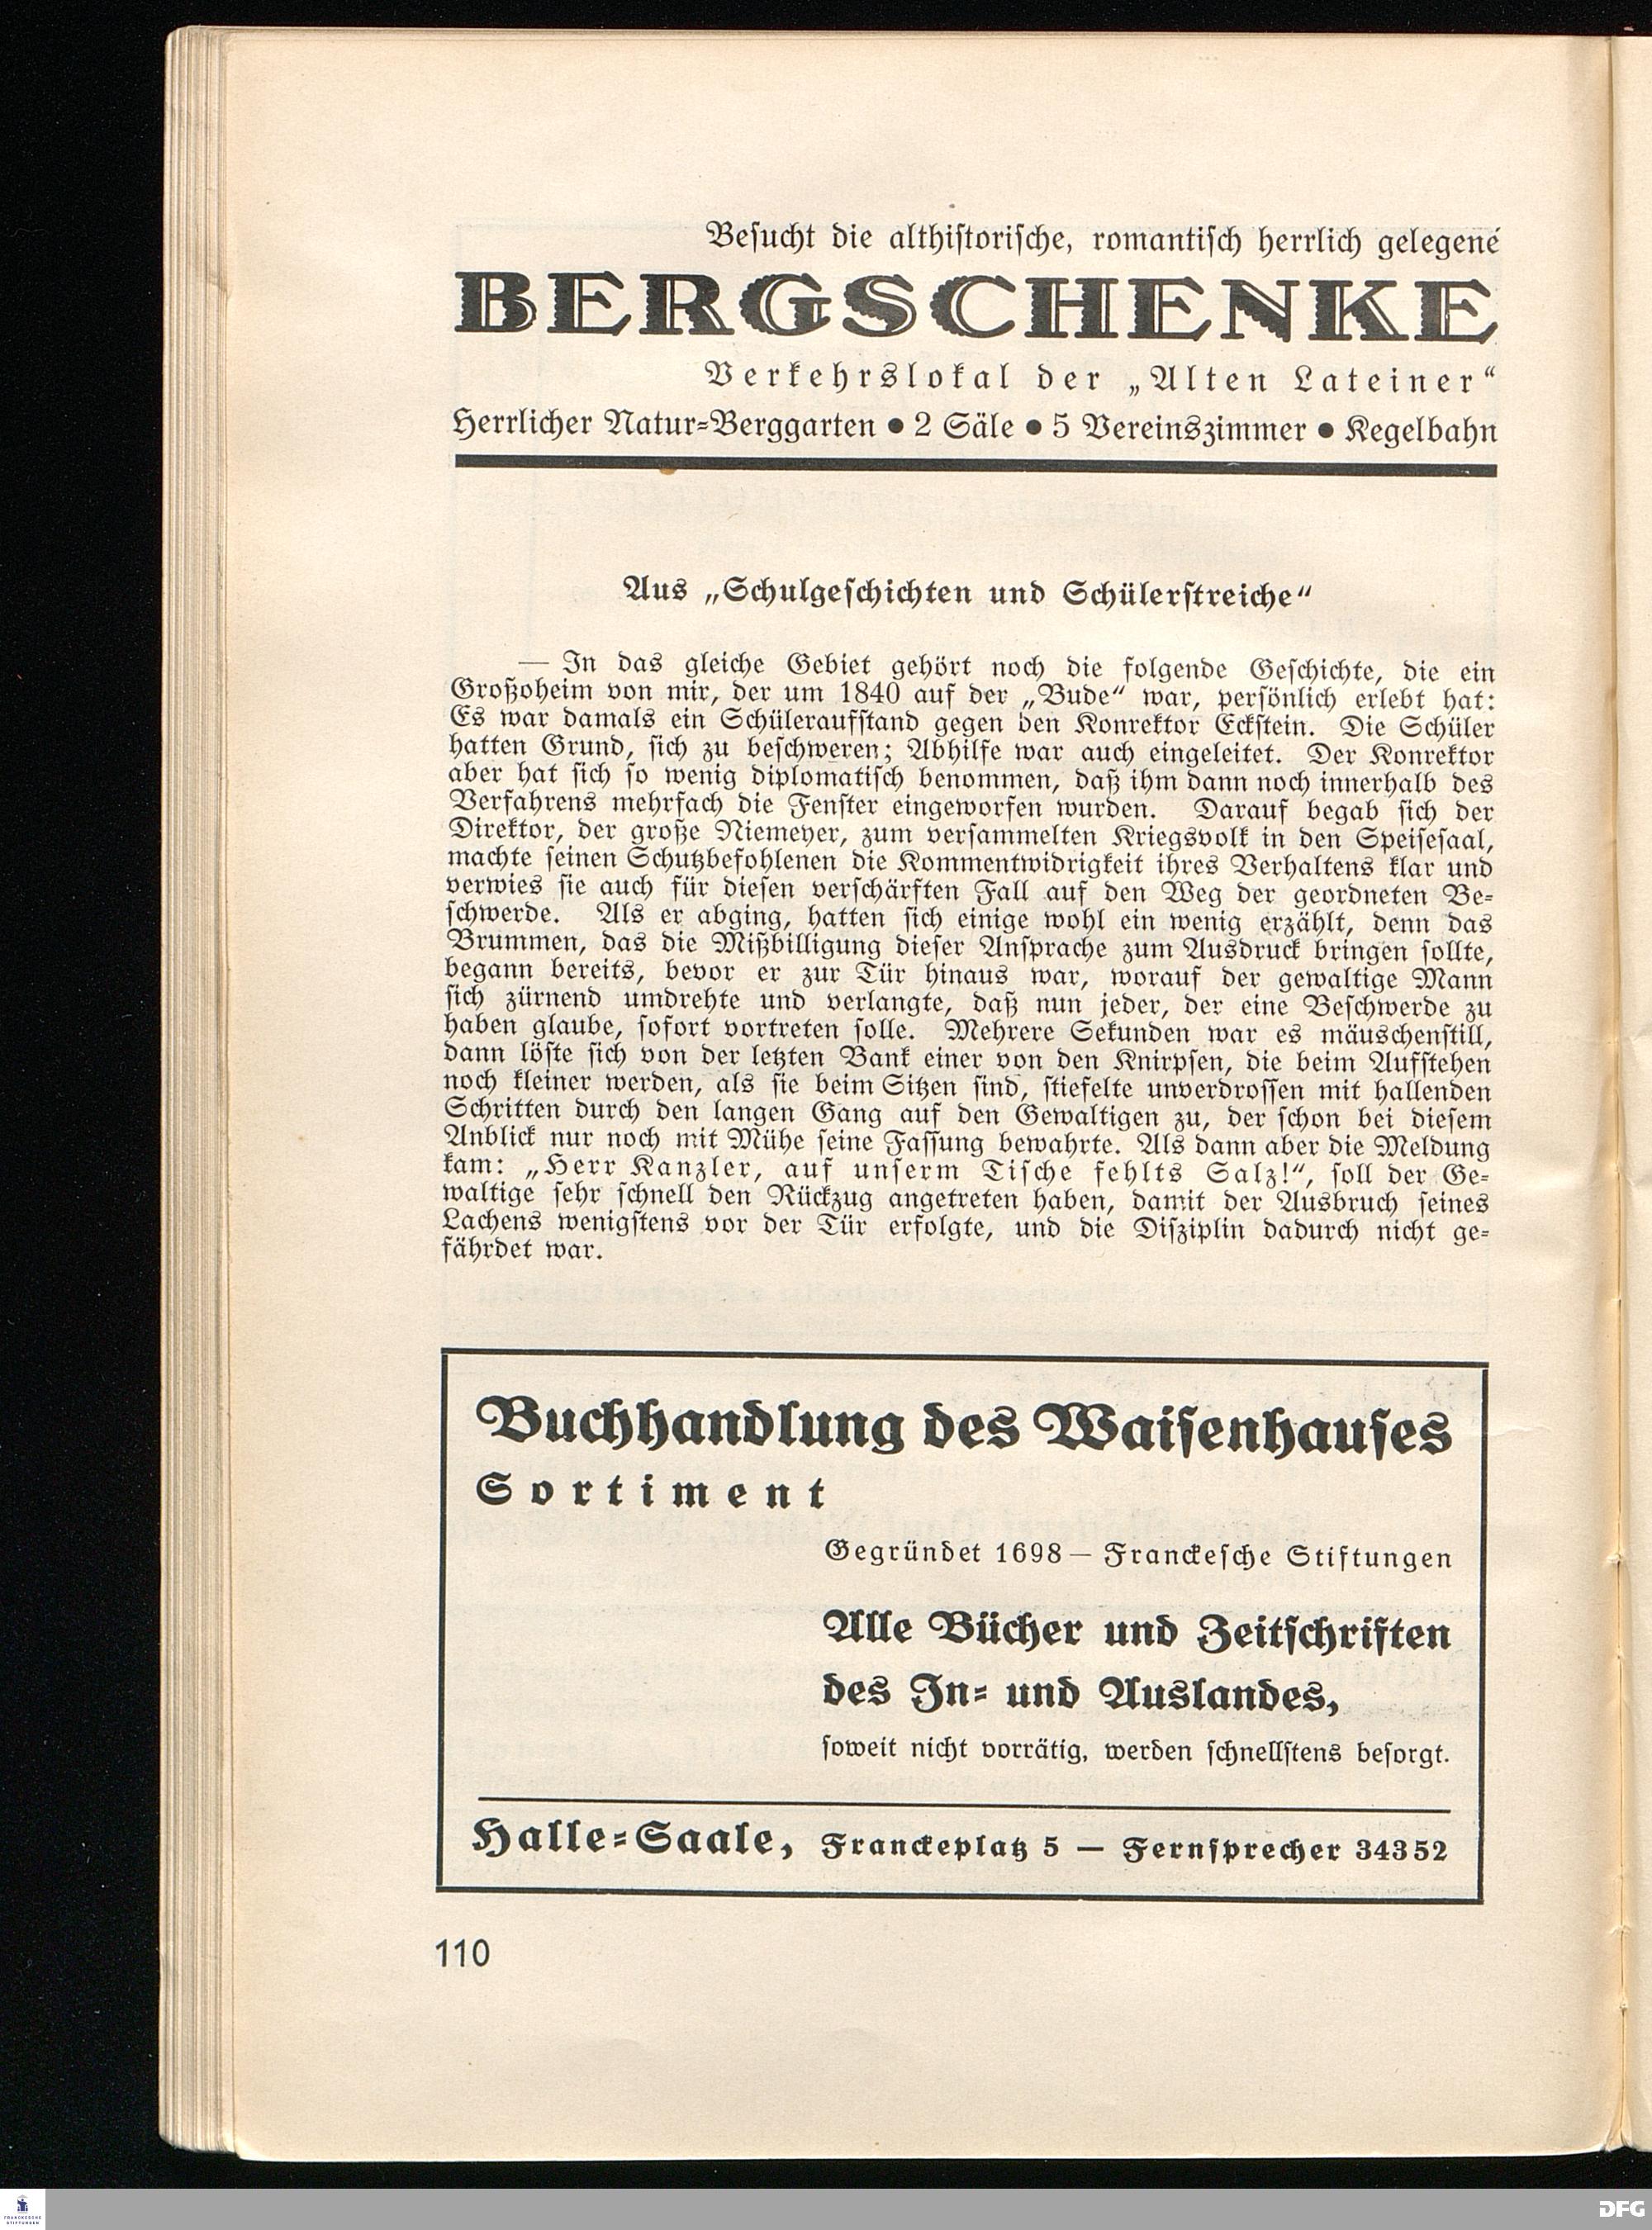 Besucht die althistorische, romantisch herrlich gelegene
BERGSCHENKE
Verkehrslokal der „Alten Lateiner“
Herrlicher Natur-Berggarten ● 2 Säle ● 5 Vereinszimmer ● Kegelbahn
Aus „Schulgeschichten und Schülerstreiche“
— In das gleiche Gebiet gehört noch die folgende Geschichte, die ein
Großoheim von mir, der um 1840 auf der „Bude“ war, persönlich erlebt hat:
Es war damals ein Schüleraufstand gegen den Konrektor Eckstein. Die Schüler
hatten Grund, sich zu beschweren; Abhilfe war auch eingeleitet. Der Konrektor
aber hat sich so wenig diplomatisch benommen, daß ihm dann noch innerhalb des
Verfahrens mehrfach die Fenster eingeworfen wurden. Darauf begab sich der
Direktor, der große Niemeyer, zum versammelten Kriegsvolk in den Speisesaal,
machte seinen Schutzbefohlenen die Kommentwidrigkeit ihres Verhaltens klar und
verwies sie auch für diesen verschärften Fall auf den Weg der geordneten Be-
schwerde. Als er abging, hatten sich einige wohl ein wenig erzählt, denn das
Brummen, das die Mißbilligung dieser Ansprache zum Ausdruck bringen sollte,
begann bereits, bevor er zur Tür hinaus war, worauf der gewaltige Mann
sich zürnend umdrehte und verlangte, daß nun jeder, der eine Beschwerde zu
haben glaube, sofort vortreten solle. Mehrere Sekunden war es mäuschenstill,
dann löste sich von der letzten Bank einer von den Knirpsen, die beim Aufstehen
noch kleiner werden, als sie beim Sitzen sind, stiefelte unverdrossen mit hallenden
Schritten durch den langen Gang auf den Gewaltigen zu, der schon bei diesem
Anblick nur noch mit Mühe seine Fassung bewahrte. Als dann aber die Meldung
kam: „Herr Kanzler, auf unserm Tische fehlts Salz!“, soll der Ge-
waltige sehr schnell den Rückzug angetreten haben, damit der Ausbruch seines
Lachens wenigstens vor der Tür erfolgte, und die Disziplin dadurch nicht ge-
fährdet war.
Buchhandlung des Waisenhauses
Sortiment
Gegründet 1698 — Franckesche Stiftungen
Alle Bücher und Zeitschriften
des In- und Auslandes,
soweit nicht vorrätig, werden schnellstens besorgt.
Halle-Saale, Franckeplatz 5 — Fernsprecher 34352
110
FRANCKESCHE
STIFTUNGEN
DFG